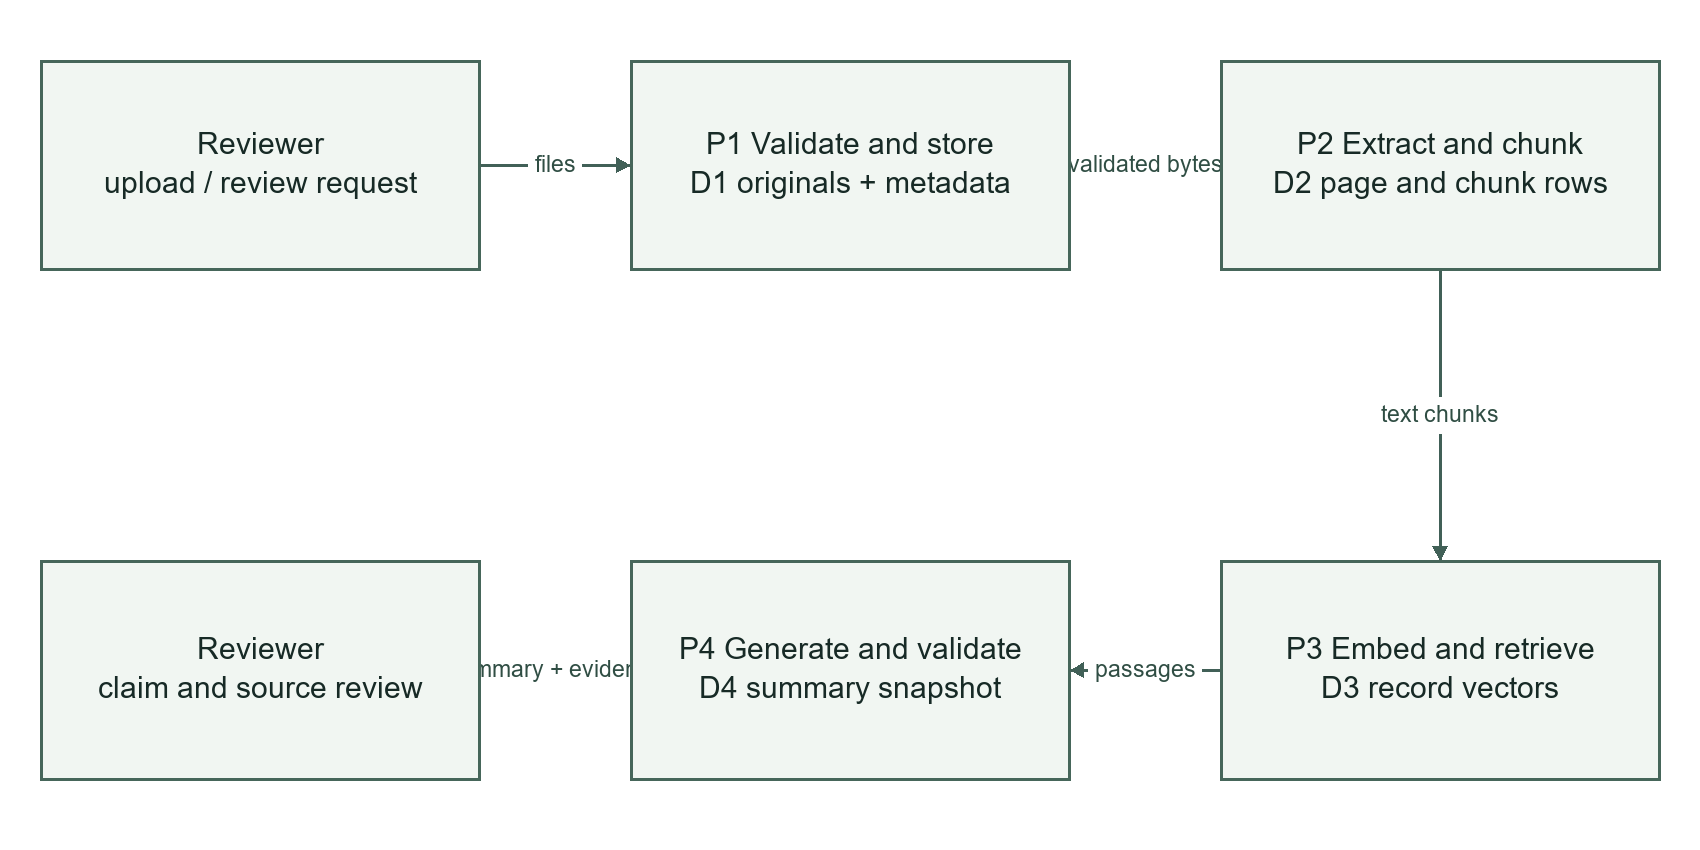 Reviewer
upload / review request
files
P1 Validate and store
D1 originals + metadata
validated bytes
P2 Extract and chunk
D2 page and chunk rows
text chunks
Reviewer
claim and source review
mmary + eviden
P4 Generate and validate
D4 summary snapshot
passages
P3 Embed and retrieve
D3 record vectors